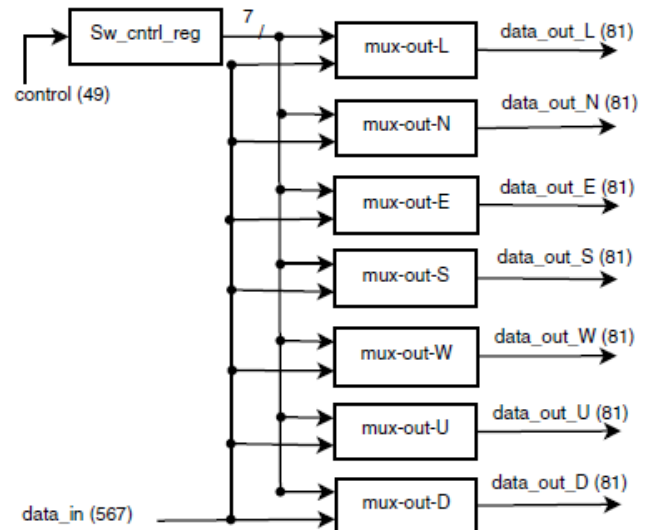 7
Sw_cntrl_reg
data_out_L (81)
mux-out-L
control (49)
data_out_N (81)
mux-out-N
data_out_E (81)
mux-out-E
data_out_S (81)
mux-out-S
data_out_W (81)
mux-out-W
data_out_U (81)
mux-out-U
data_out_D (81)
mux-out-D
data_in (567)